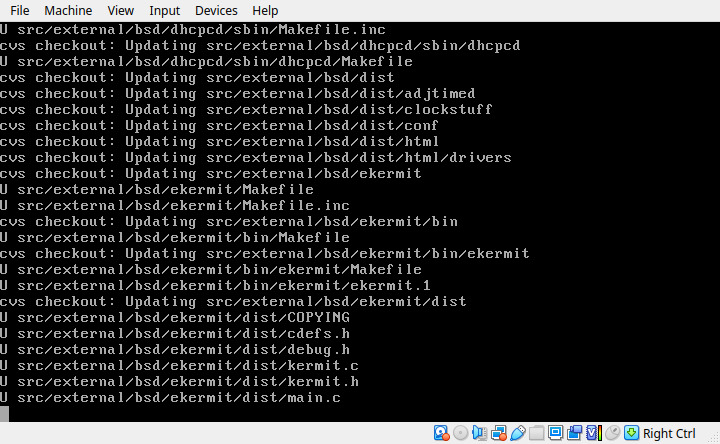 File Machine View Input Devices Help
U src/external/bsd/dhcpcd/sbin/Makefile.inc
cvs checkout: Updating src/external/bsd/dhcpcd/sbin/dhcpcd
U src/external/bsd/dhcpcd/sbin/dhcpcd/Makefile
cvs checkout: Updating src/external/bsd/dist
cvs checkout: Updating src/external/bsd/dist/adjtimed
cvs checkout: Updating src/external/bsd/dist/clockstuff
cvs checkout: Updating src/external/bsd/dist/conf
cvs checkout: Updating src/external/bsd/dist/html
cvs checkout: Updating src/external/bsd/dist/html/drivers
cvs checkout: Updating src/external/bsd/ekermit
U src/external/bsd/ekermit/Makefile
U src/external/bsd/ekermit/Makefile.inc
cvs checkout: Updating src/external/bsd/ekermit/bin
U src/external/bsd/ekermit/bin/Makefile
cvs checkout: Updating src/external/bsd/ekermit/bin/ekermit
U src/external/bsd/ekermit/bin/ekermit/Makefile
U src/external/bsd/ekermit/bin/ekermit/ekermit.1
cvs checkout: Updating src/external/bsd/ekermit/dist
U src/external/bsd/ekermit/dist/COPYING
U src/external/bsd/ekermit/dist/cdefs.h
U src/external/bsd/ekermit/dist/debug.h
U src/external/bsd/ekermit/dist/kermit.c
U src/external/bsd/ekermit/dist/kermit.h
U src/external/bsd/ekermit/dist/main.c
Right Ctrl